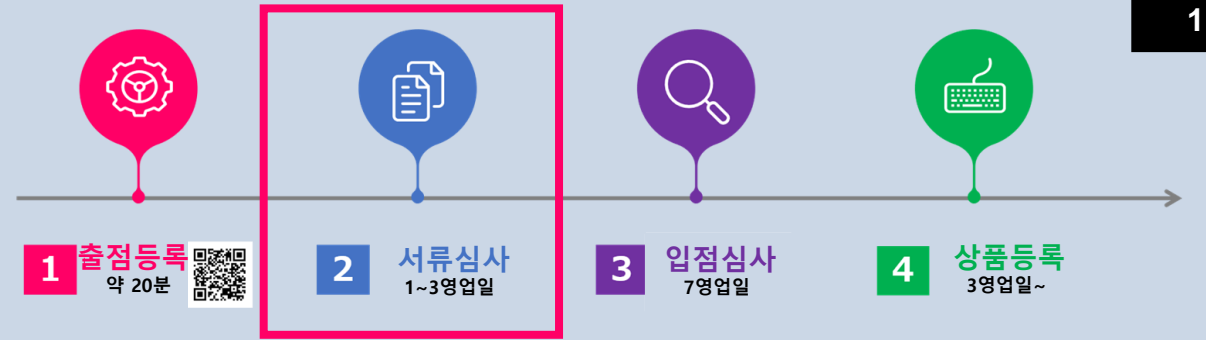 1
1 출점등록
약 20분
2 서류심사
1~3영업일
3 입점심사
7영업일
4 상품등록
3영업일~